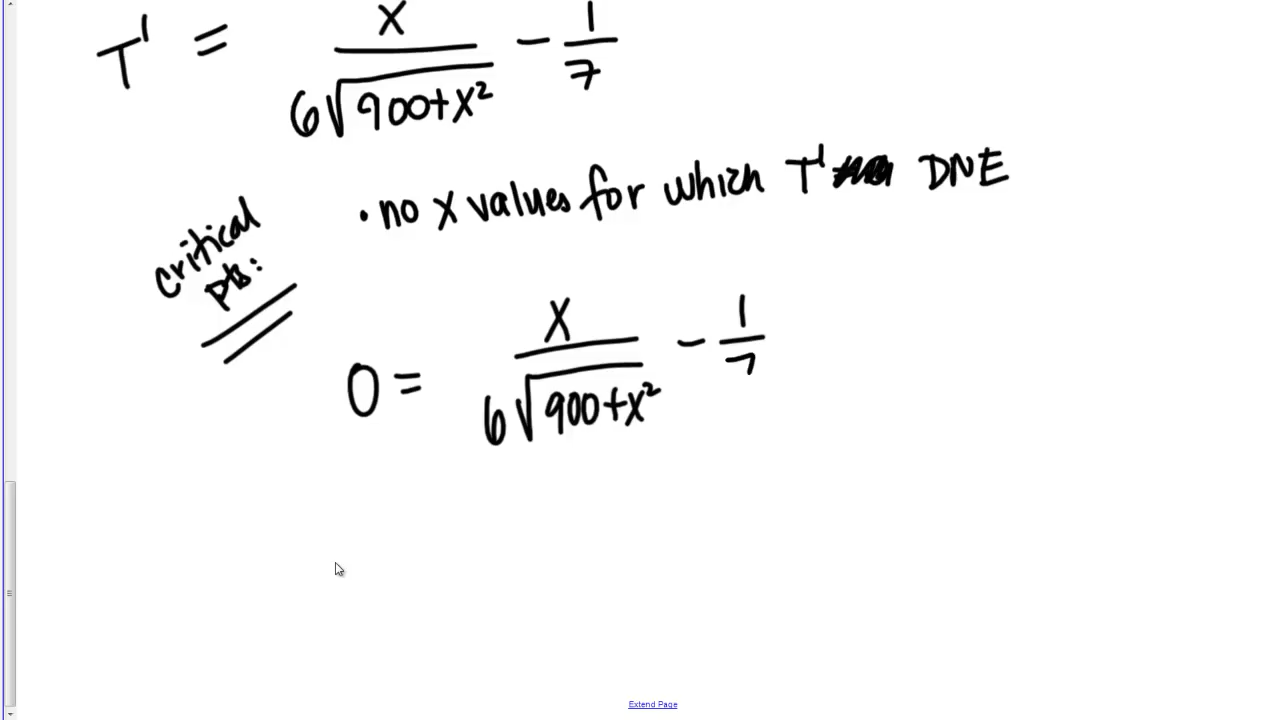 T' = x / 6√900+x² − 1/7
• no x values for which T' DNE
critical
pts:
0 = x / 6√900+x² − 1/7
Extend Page